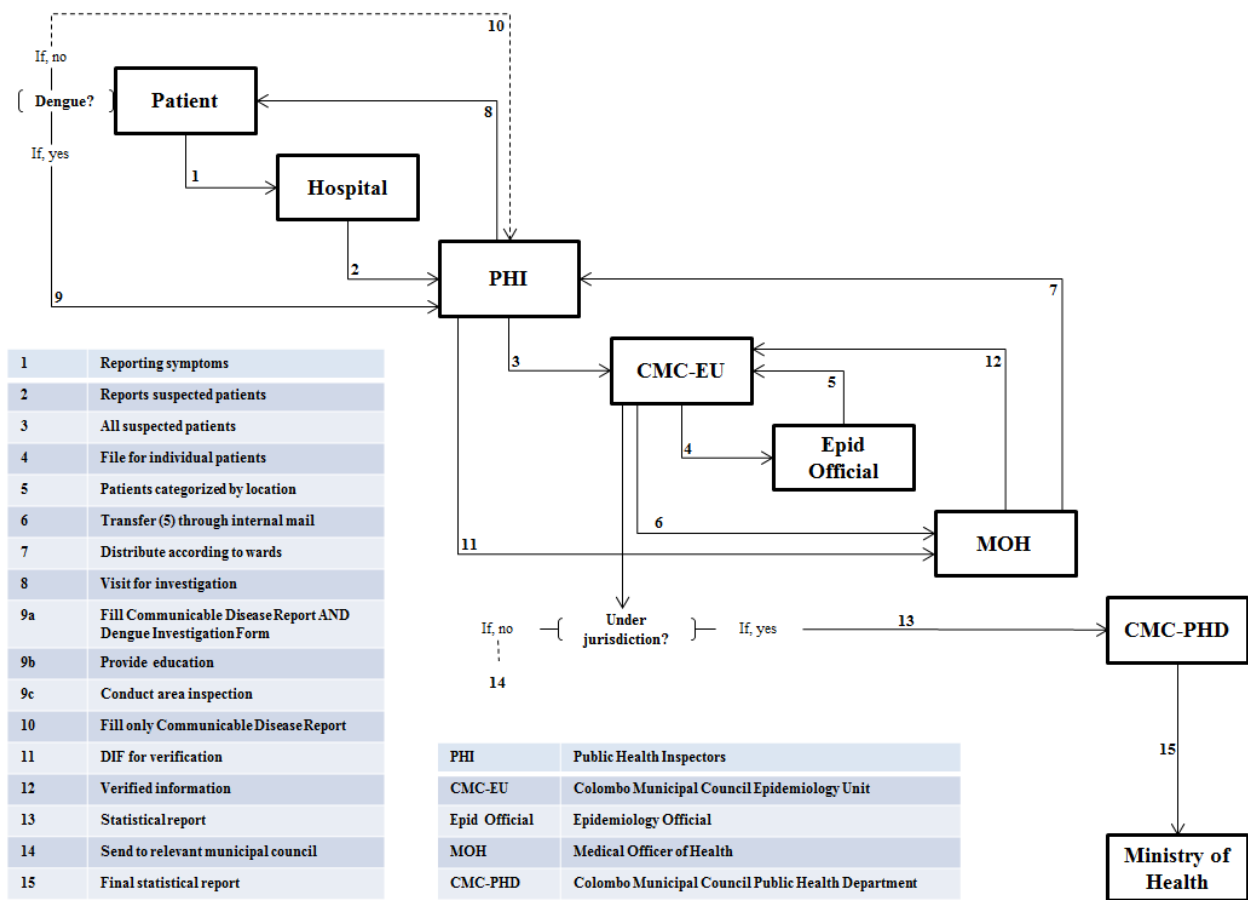 10
If, no
Dengue?
Patient
8
If, yes
1
Hospital
PHI
2
9
7
3
CMC-EU
12
5
4
Epid
Official
6
11
MOH
If, no
Under
jurisdiction?
If, yes
13
CMC-PHD
14
15
Ministry of
Health
1 Reporting symptoms
2 Reports suspected patients
3 All suspected patients
4 File for individual patients
5 Patients categorized by location
6 Transfer (5) through internal mail
7 Distribute according to wards
8 Visit for investigation
9a Fill Communicable Disease Report AND
Dengue Investigation Form
9b Provide education
9c Conduct area inspection
10 Fill only Communicable Disease Report
11 DIF for verification
12 Verified information
13 Statistical report
14 Send to relevant municipal council
15 Final statistical report
PHI Public Health Inspectors
CMC-EU Colombo Municipal Council Epidemiology Unit
Epid Official Epidemiology Official
MOH Medical Officer of Health
CMC-PHD Colombo Municipal Council Public Health Department